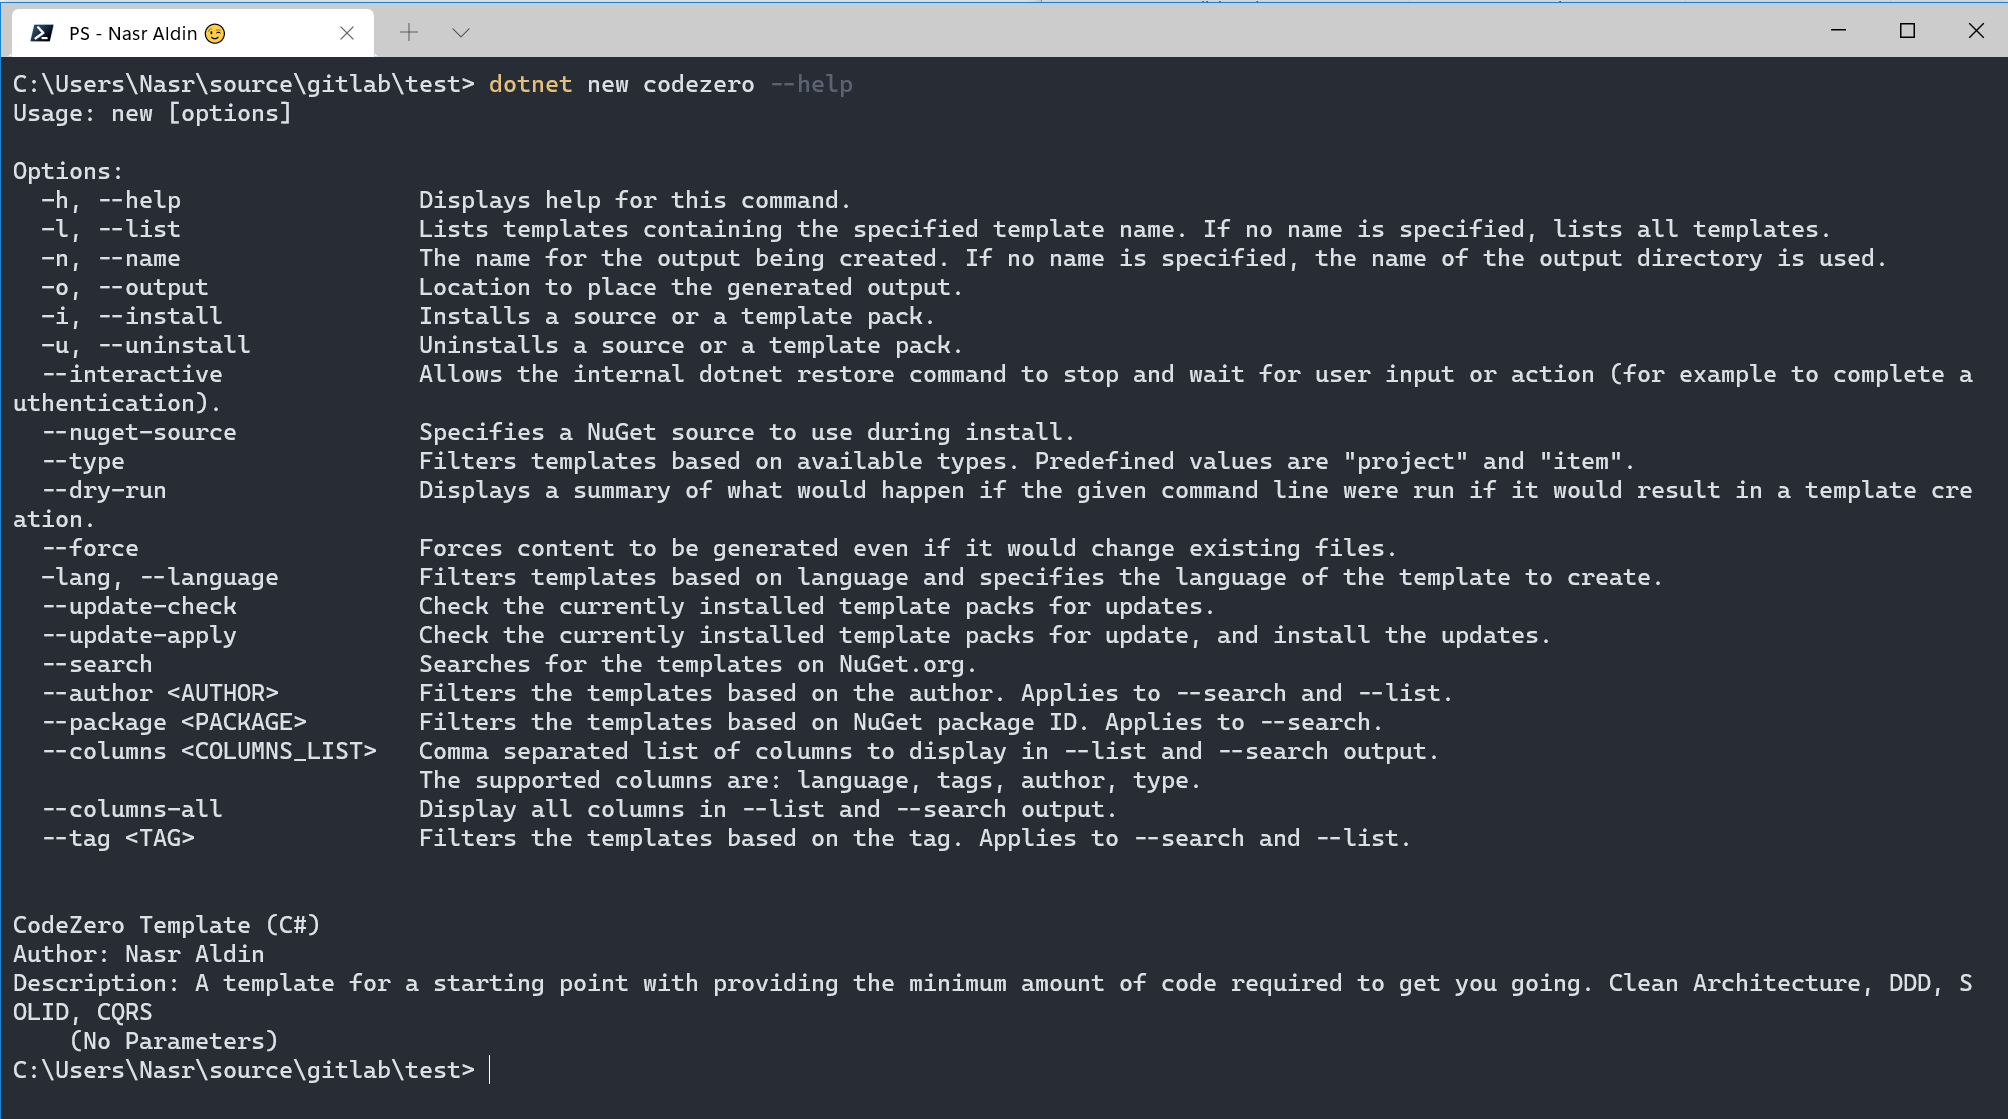 PS - Nasr Aldin 😉
C:\Users\Nasr\source\gitlab\test> dotnet new codezero --help
Usage: new [options]
Options:
-h, --help Displays help for this command.
-l, --list Lists templates containing the specified template name. If no name is specified, lists all templates.
-n, --name The name for the output being created. If no name is specified, the name of the output directory is used.
-o, --output Location to place the generated output.
-i, --install Installs a source or a template pack.
-u, --uninstall Uninstalls a source or a template pack.
--interactive Allows the internal dotnet restore command to stop and wait for user input or action (for example to complete a
uthentication).
--nuget-source Specifies a NuGet source to use during install.
--type Filters templates based on available types. Predefined values are "project" and "item".
--dry-run Displays a summary of what would happen if the given command line were run if it would result in a template cre
ation.
--force Forces content to be generated even if it would change existing files.
-lang, --language Filters templates based on language and specifies the language of the template to create.
--update-check Check the currently installed template packs for updates.
--update-apply Check the currently installed template packs for update, and install the updates.
--search Searches for the templates on NuGet.org.
--author <AUTHOR> Filters the templates based on the author. Applies to --search and --list.
--package <PACKAGE> Filters the templates based on NuGet package ID. Applies to --search.
--columns <COLUMNS_LIST> Comma separated list of columns to display in --list and --search output.
The supported columns are: language, tags, author, type.
--columns-all Display all columns in --list and --search output.
--tag <TAG> Filters the templates based on the tag. Applies to --search and --list.
CodeZero Template (C#)
Author: Nasr Aldin
Description: A template for a starting point with providing the minimum amount of code required to get you going. Clean Architecture, DDD, S
OLID, CQRS
(No Parameters)
C:\Users\Nasr\source\gitlab\test>